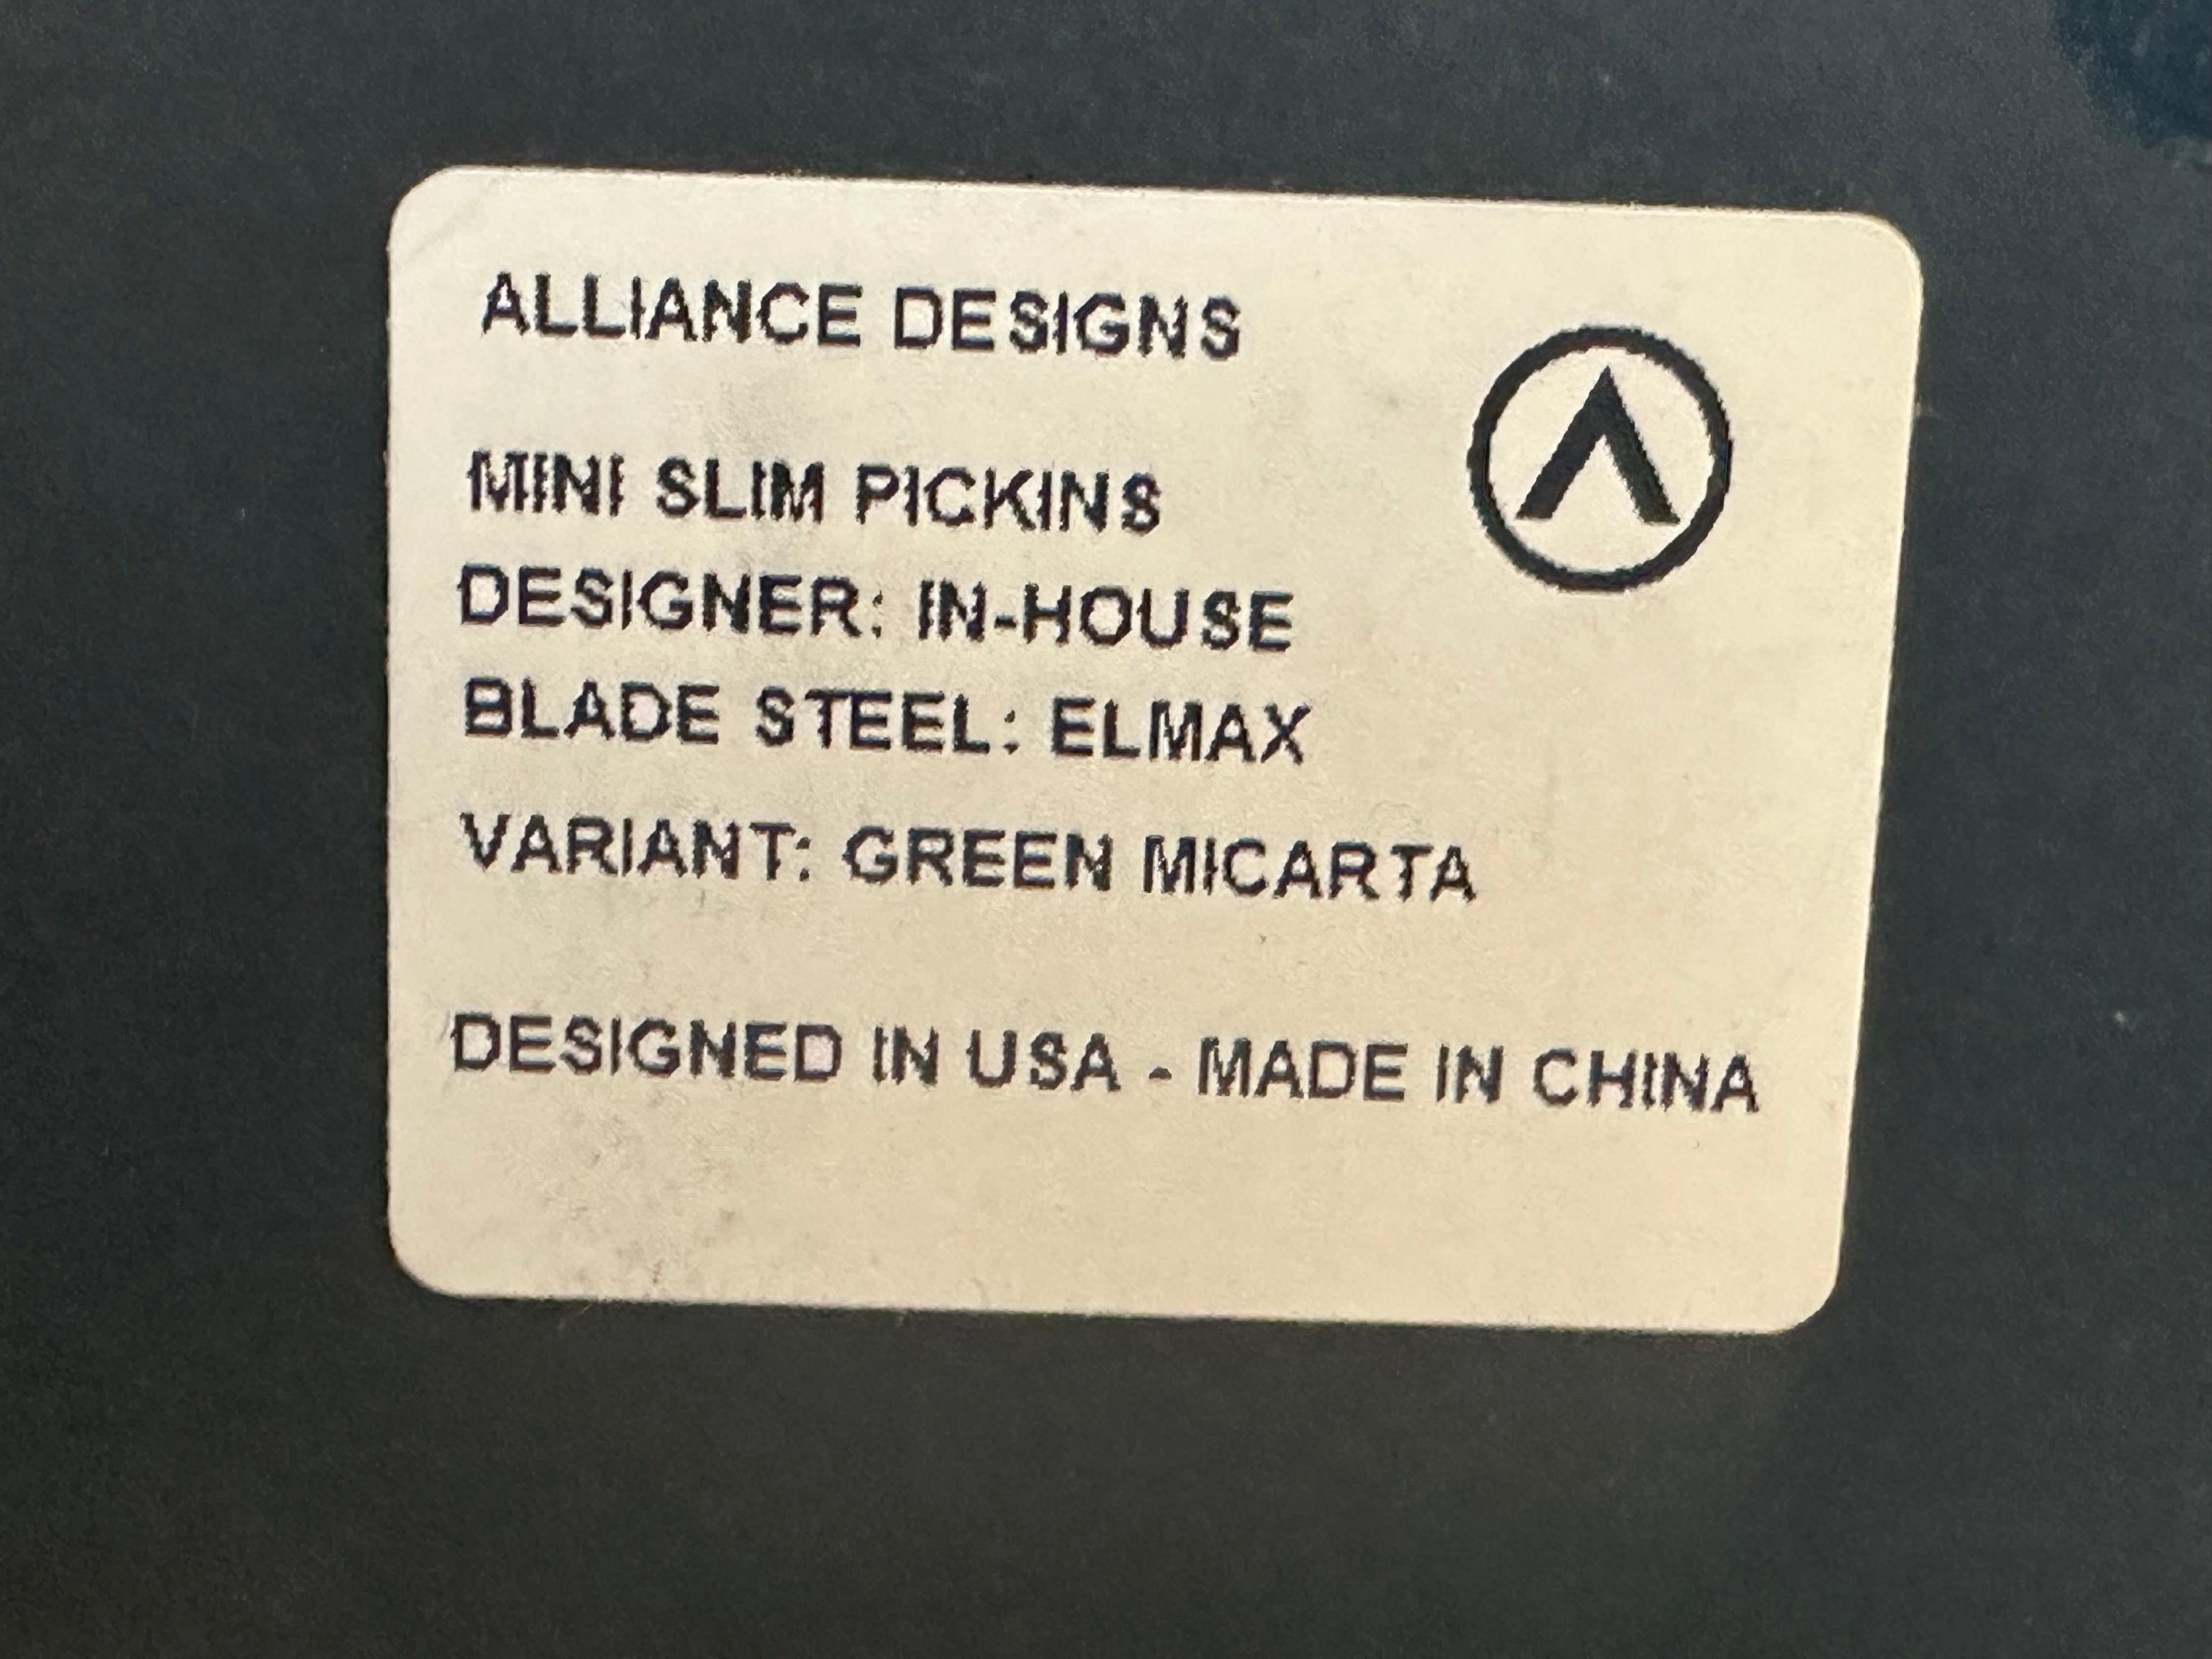 ALLIANCE DESIGNS
MINI SLIM PICKINS
DESIGNER: IN-HOUSE
BLADE STEEL: ELMAX
VARIANT: GREEN MICARTA
DESIGNED IN USA - MADE IN CHINA